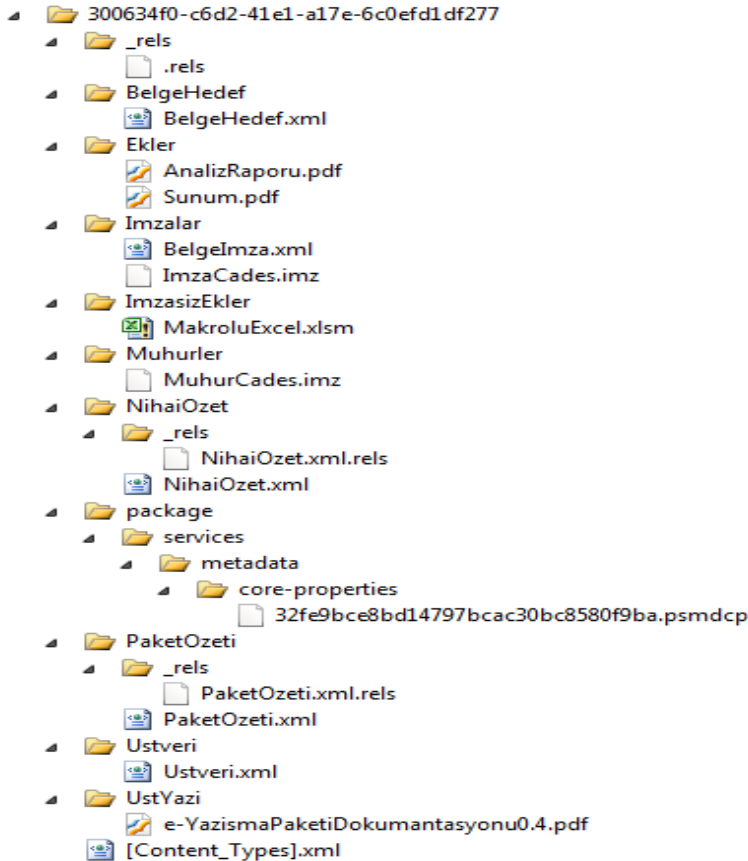 300634f0-c6d2-41e1-a17e-6c0efd1df277
_rels
.rels
BelgeHedef
BelgeHedef.xml
Ekler
AnalizRaporu.pdf
Sunum.pdf
Imzalar
BelgeImza.xml
ImzaCades.imz
ImzasizEkler
MakroluExcel.xlsm
Muhurler
MuhurCades.imz
NihaiOzet
_rels
NihaiOzet.xml.rels
NihaiOzet.xml
package
services
metadata
core-properties
32fe9bce8bd14797bcac30bc8580f9ba.psmdcp
PaketOzeti
_rels
PaketOzeti.xml.rels
PaketOzeti.xml
Ustveri
Ustveri.xml
UstYazi
e-YazismaPaketiDokumantasyonu0.4.pdf
[Content_Types].xml